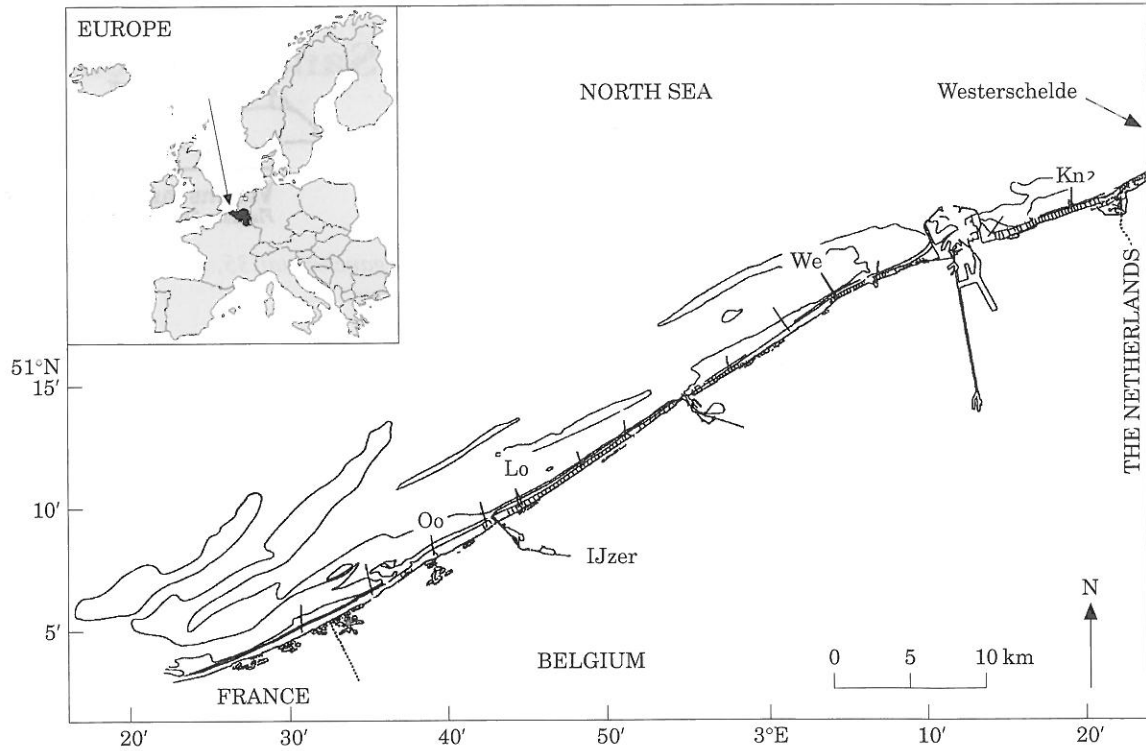 EUROPE
NORTH SEA
Westerschelde
Kn
We
51°N
15'
Lo
10'
Oo
IJzer
5'
N
BELGIUM
0 5 10 km
FRANCE
THE NETHERLANDS
20' 30' 40' 50' 3°E 10' 20'